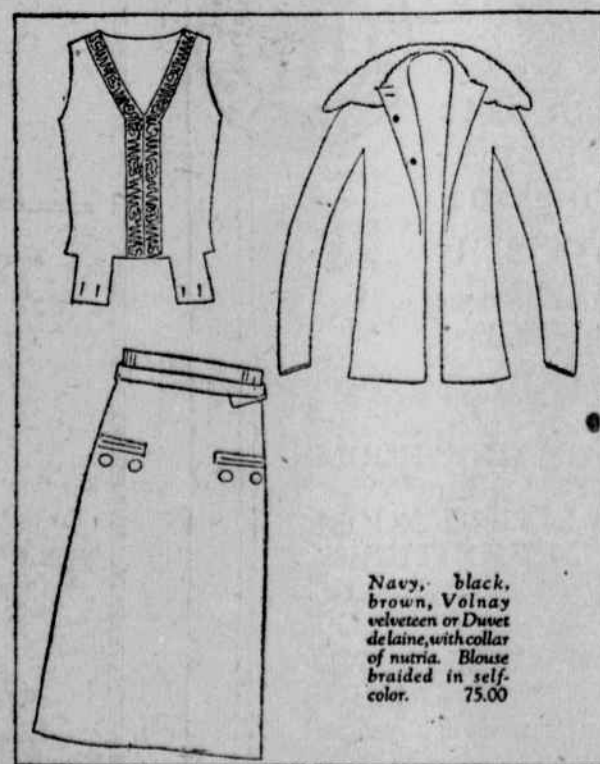 Navy, black,
brown, Volnay
velveteen or Duvet
de laine, with collar
of nutria. Blouse
braided in self-
color. 75.00